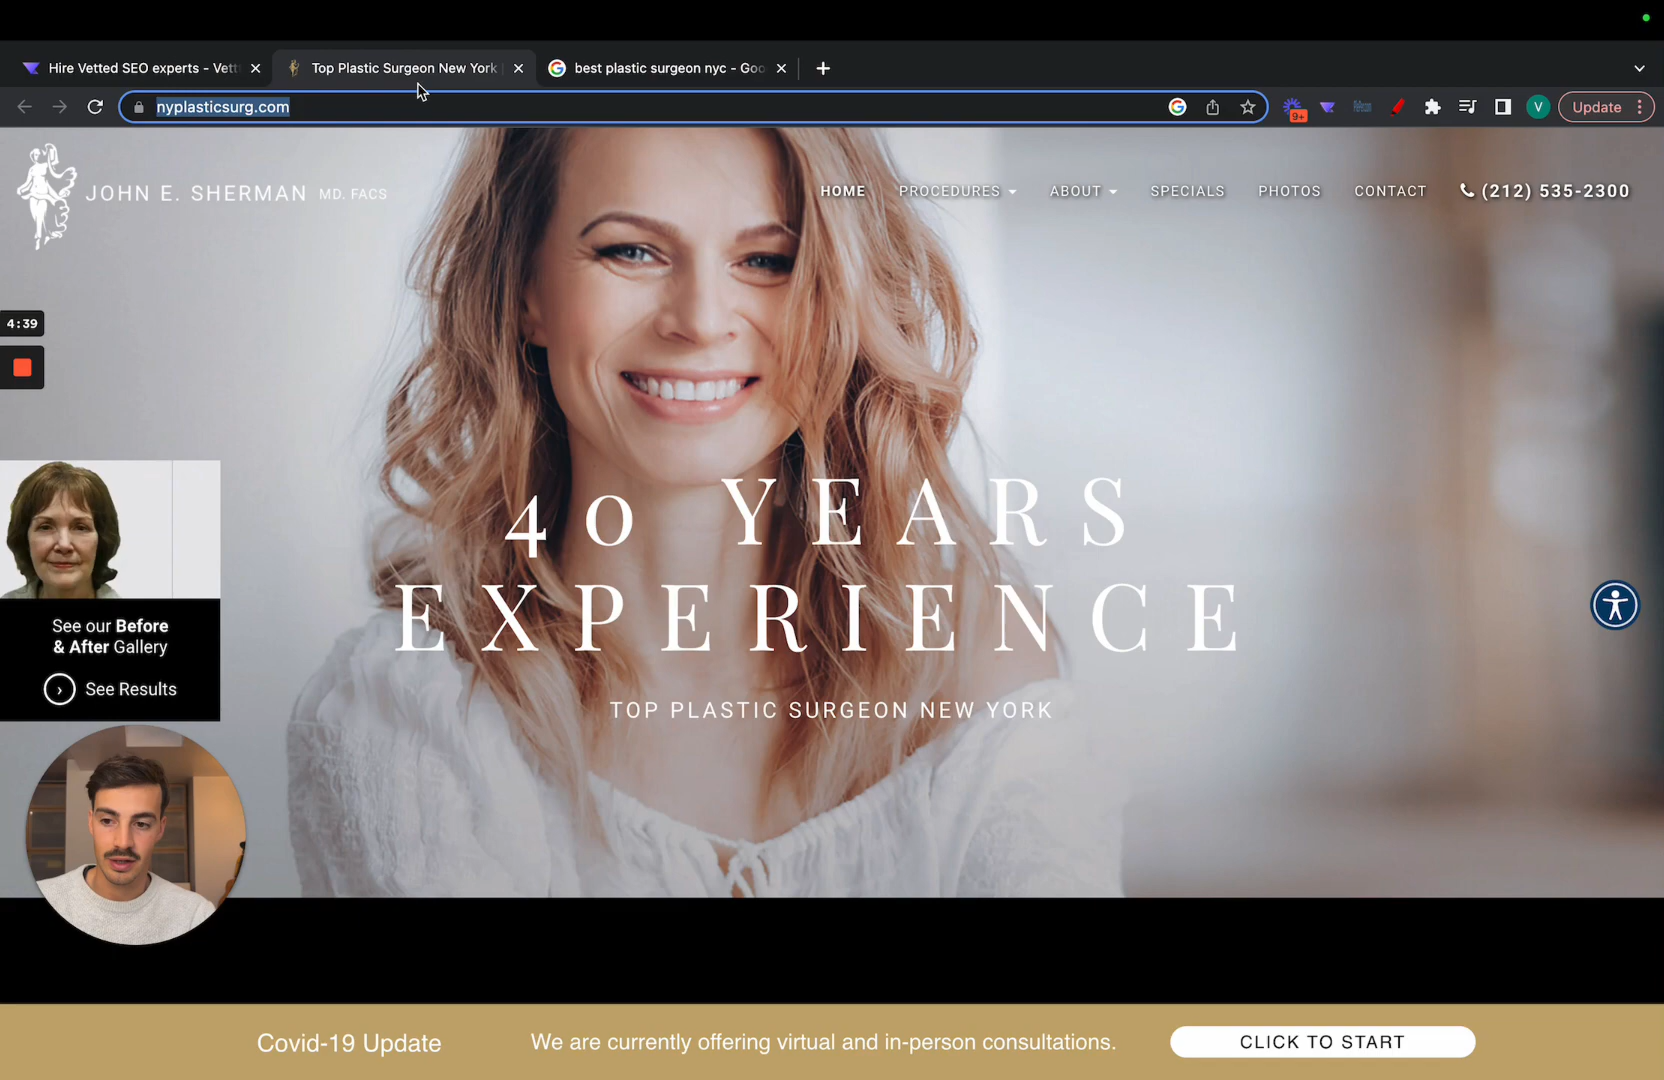 Hire Vetted SEO experts - Vett
Top Plastic Surgeon New York
best plastic surgeon nyc - Goo
nyplasticsurg.com
9+
V
Update
JOHN E. SHERMAN MD. FACS
HOME
PROCEDURES
ABOUT
SPECIALS
PHOTOS
CONTACT
(212) 535-2300
4:39
40 YEARS
EXPERIENCE
TOP PLASTIC SURGEON NEW YORK
See our Before
& After Gallery
See Results
Covid-19 Update
We are currently offering virtual and in-person consultations.
CLICK TO START